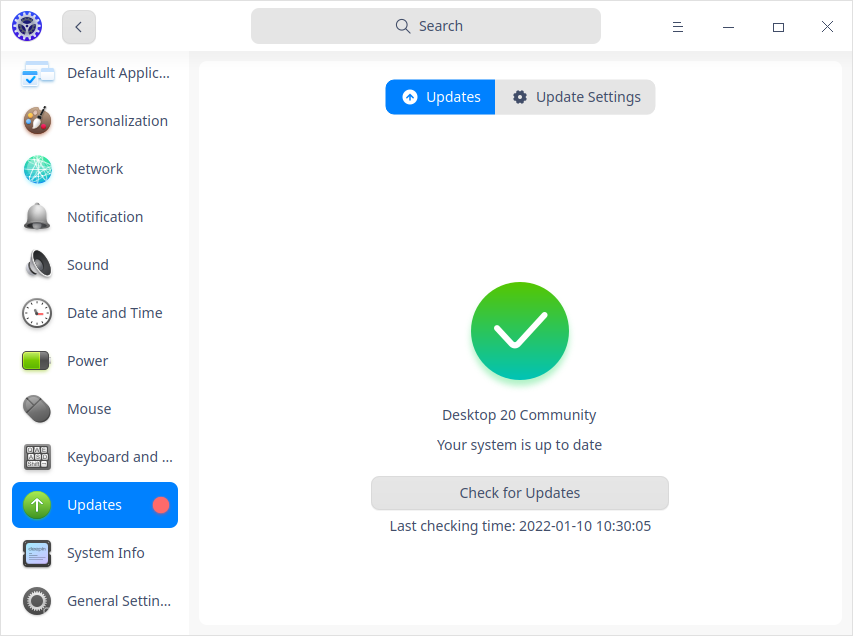 Search
Default Applic...
Personalization
Network
Notification
Sound
Date and Time
Power
Mouse
Keyboard and ...
Updates
System Info
General Settin...
Updates
Update Settings
Desktop 20 Community
Your system is up to date
Check for Updates
Last checking time: 2022-01-10 10:30:05